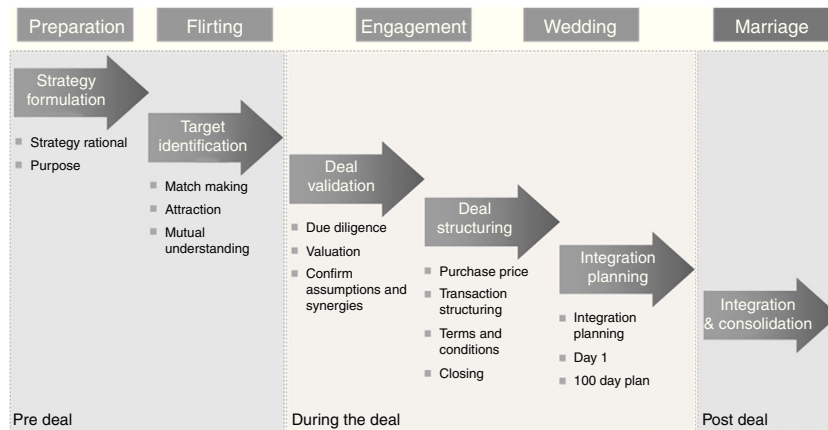 Preparation
Flirting
Engagement
Wedding
Marriage
Strategy
formulation
Strategy rational
Purpose
Target
identification
Match making
Attraction
Mutual
understanding
Deal
validation
Due diligence
Valuation
Confirm
assumptions and
synergies
Deal
structuring
Purchase price
Transaction
structuring
Terms and
conditions
Closing
Integration
planning
Integration
planning
Day 1
100 day plan
Integration
& consolidation
Pre deal
During the deal
Post deal